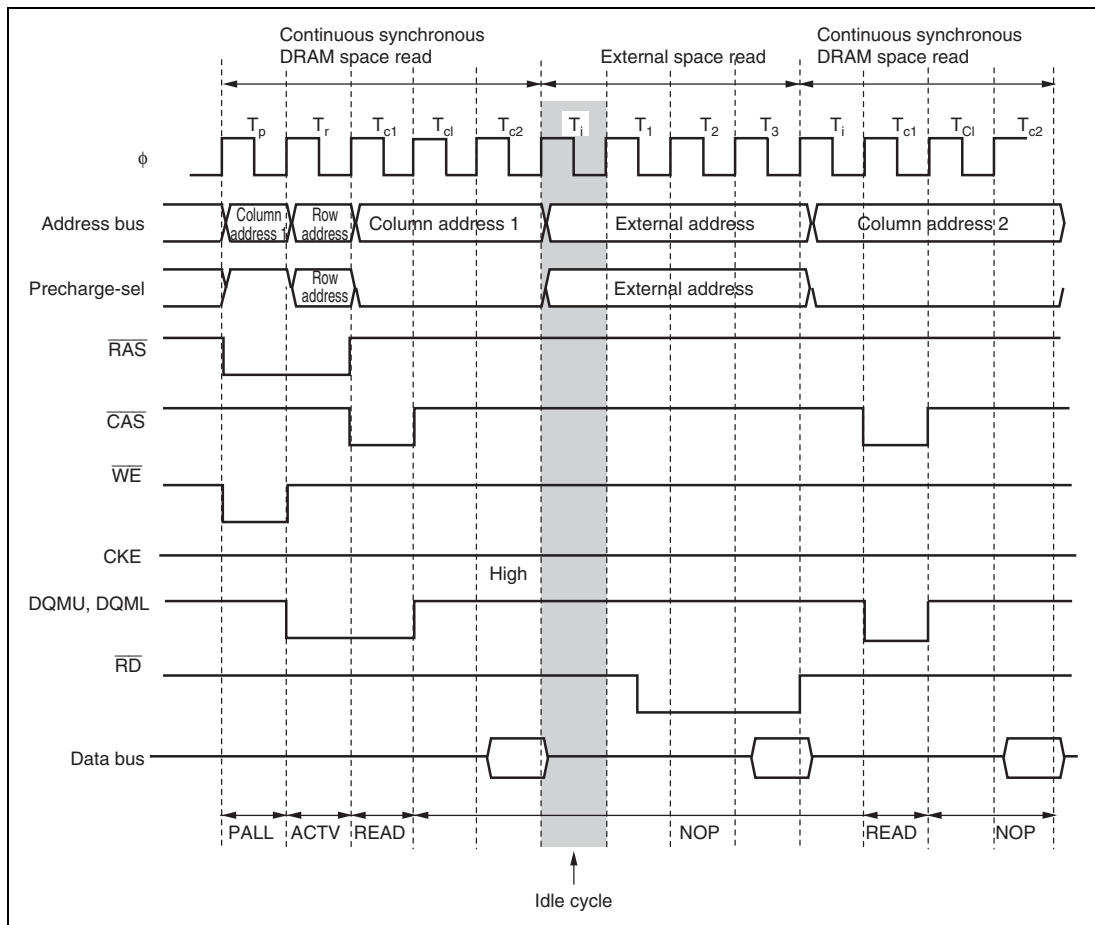 Continuous synchronous
DRAM space read
External space read
Continuous synchronous
DRAM space read
Tp Tr Tc1 Tcl Tc2 Ti T1 T2 T3 Ti Tc1 TCl Tc2
ϕ
Address bus
Column
address 1
Row
address
Column address 1
External address
Column address 2
Precharge-sel
Row
address
External address
RAS
CAS
WE
CKE
High
DQMU, DQML
RD
Data bus
PALL ACTV READ NOP READ NOP
Idle cycle